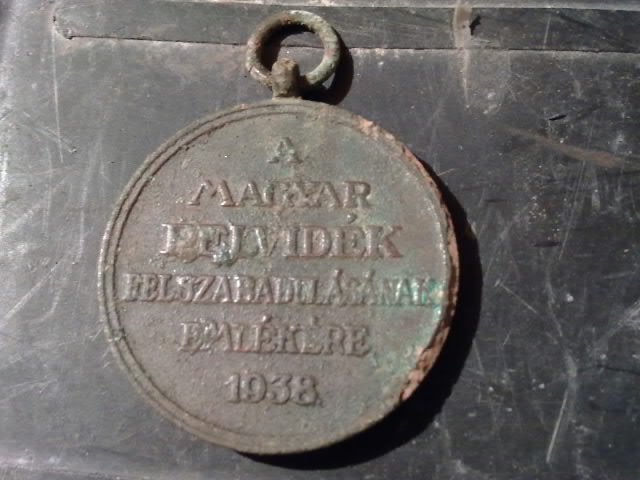 A
MAGYAR
FELVIDÉK
FELSZABADULÁSÁNAK
EMLÉKÉRE
1938